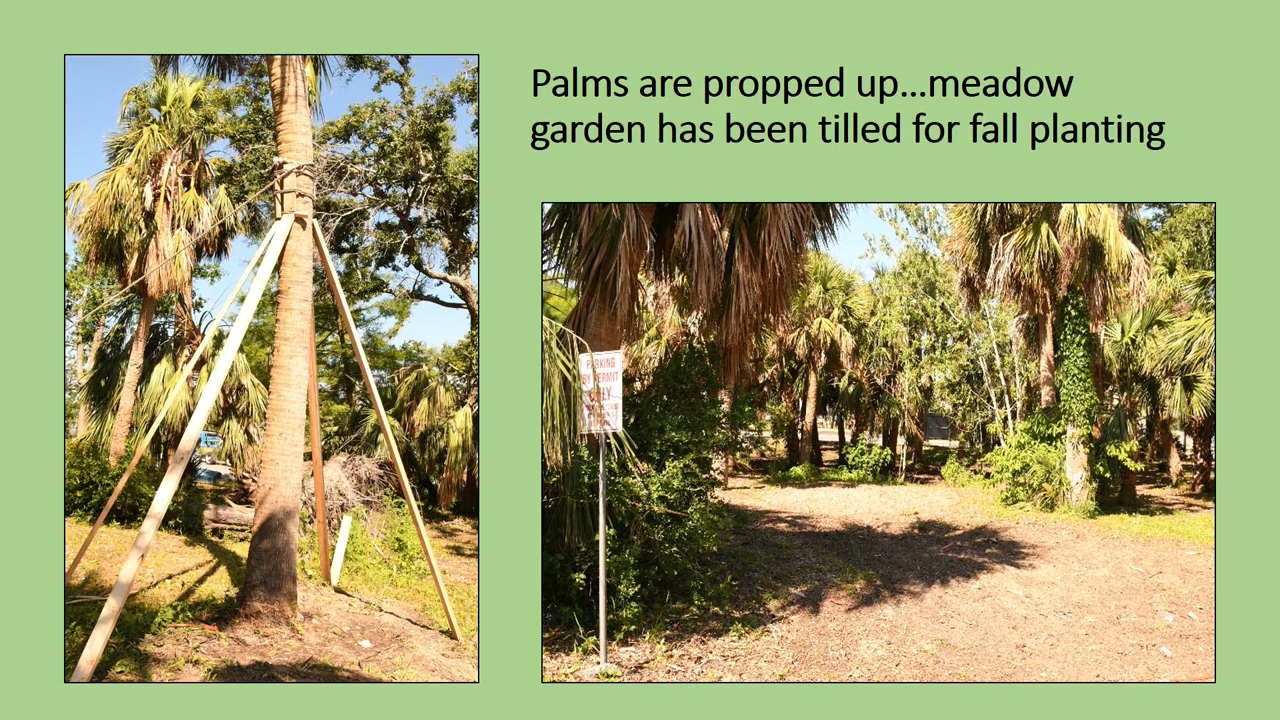 Palms are propped up...meadow
garden has been tilled for fall planting
PARKING
BY PERMIT
ONLY